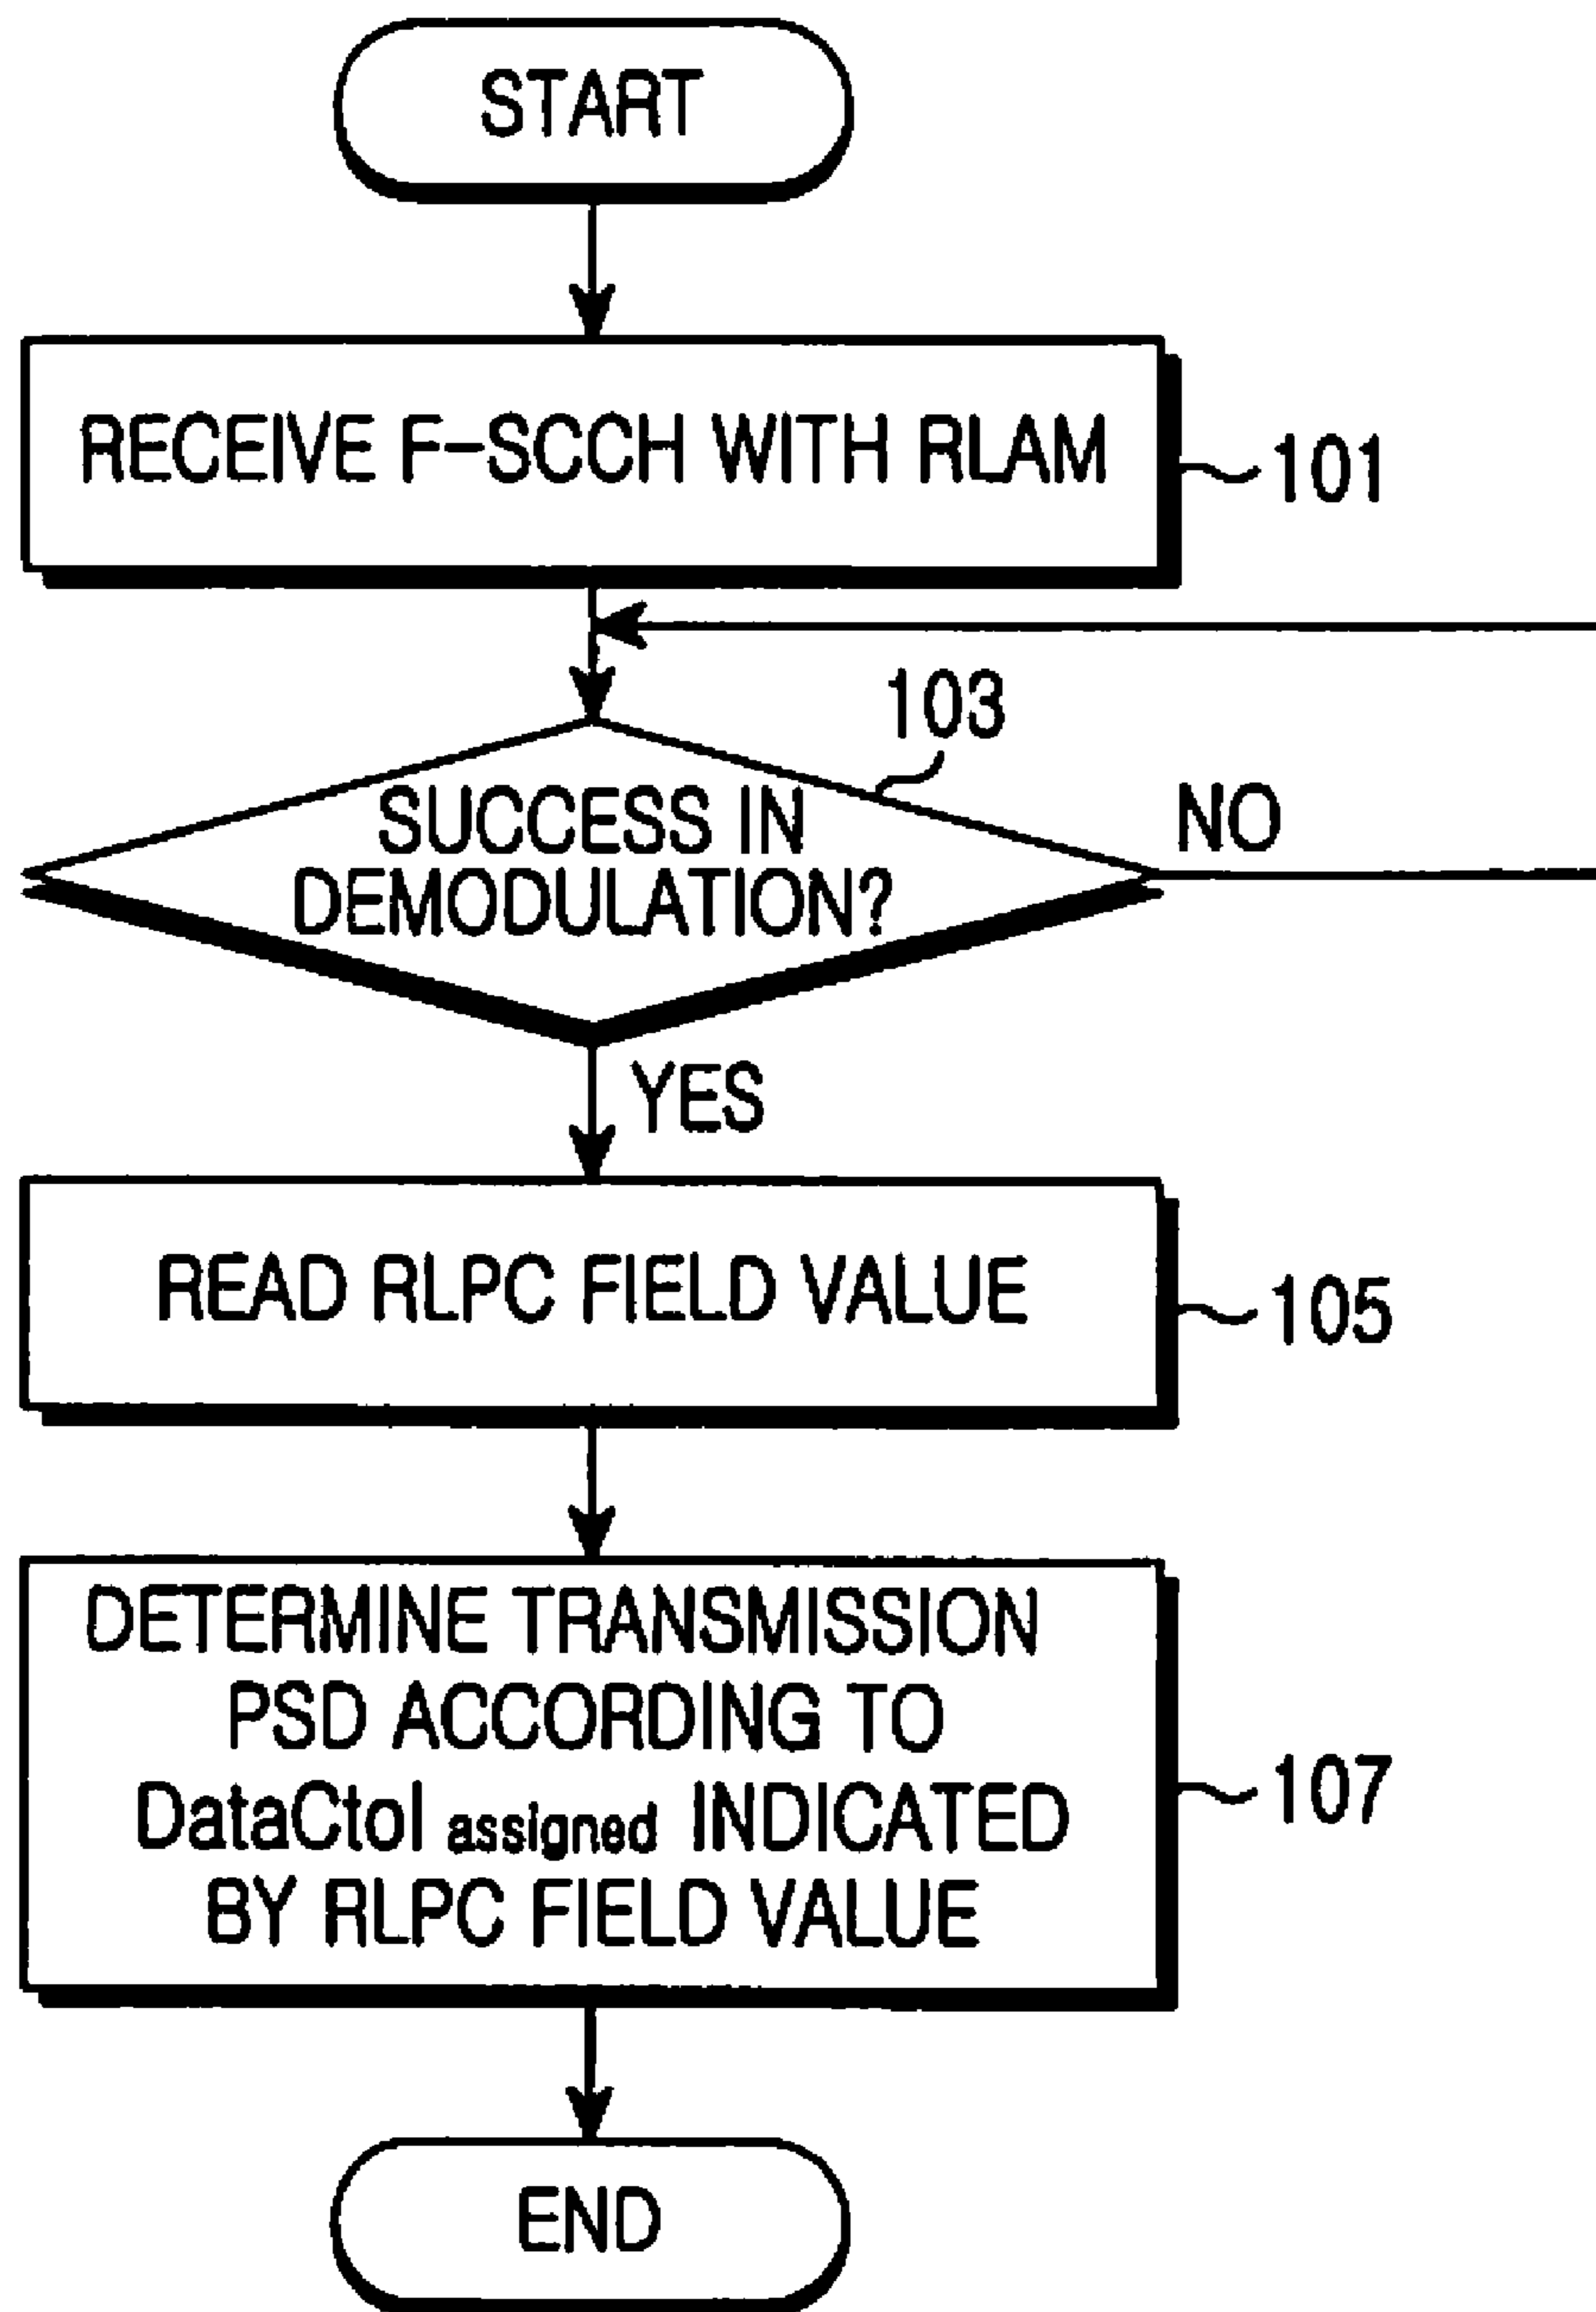 START
RECEIVE F-SCCH WITH RLAM
101
103
SUCCESS IN
DEMODULATION?
NO
YES
READ RLPC FIELD VALUE
105
DETERMINE TRANSMISSION
PSD ACCORDING TO
DataCtoI assigned INDICATED
BY RLPC FIELD VALUE
107
END